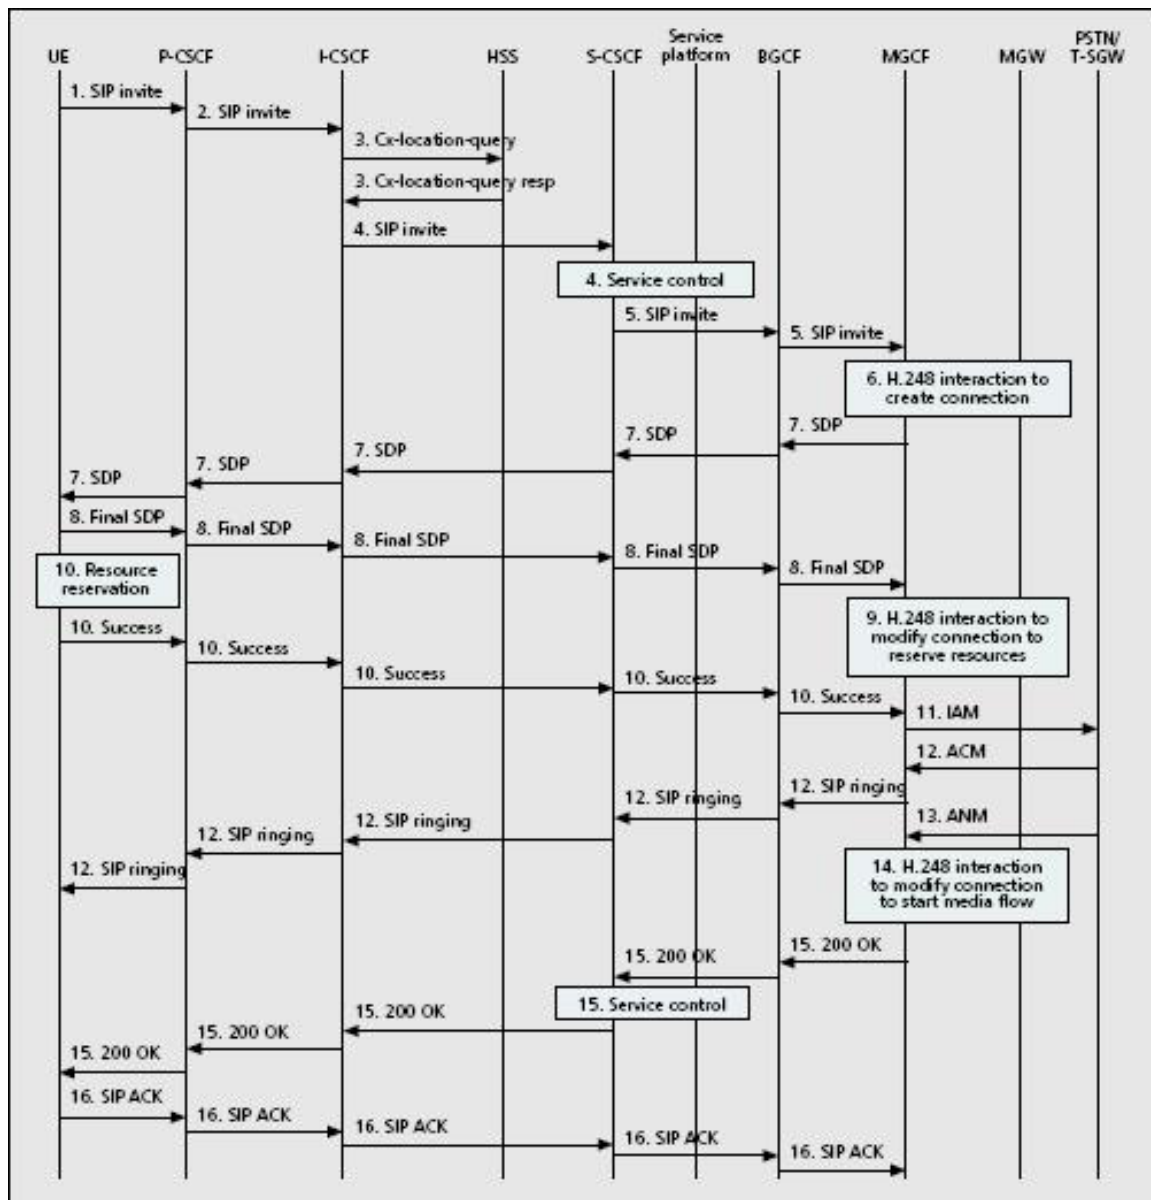 UE
P-CSCF
I-CSCF
HSS
S-CSCF
Service
platform
BGCF
MGCF
MGW
PSTN/
T-SGW
1. SIP invite
2. SIP invite
3. Cx-location-query
3. Cx-location-query resp
4. SIP invite
4. Service control
5. SIP invite
5. SIP invite
6. H.248 interaction to
create connection
7. SDP
7. SDP
7. SDP
7. SDP
7. SDP
8. Final SDP
8. Final SDP
8. Final SDP
8. Final SDP
8. Final SDP
10. Resource
reservation
9. H.248 interaction to
modify connection to
reserve resources
10. Success
10. Success
10. Success
10. Success
10. Success
11. IAM
12. ACM
12. SIP ringing
12. SIP ringing
12. SIP ringing
12. SIP ringing
12. SIP ringing
13. ANM
14. H.248 interaction
to modify connection
to start media flow
15. 200 OK
15. 200 OK
15. Service control
15. 200 OK
15. 200 OK
15. 200 OK
16. SIP ACK
16. SIP ACK
16. SIP ACK
16. SIP ACK
16. SIP ACK